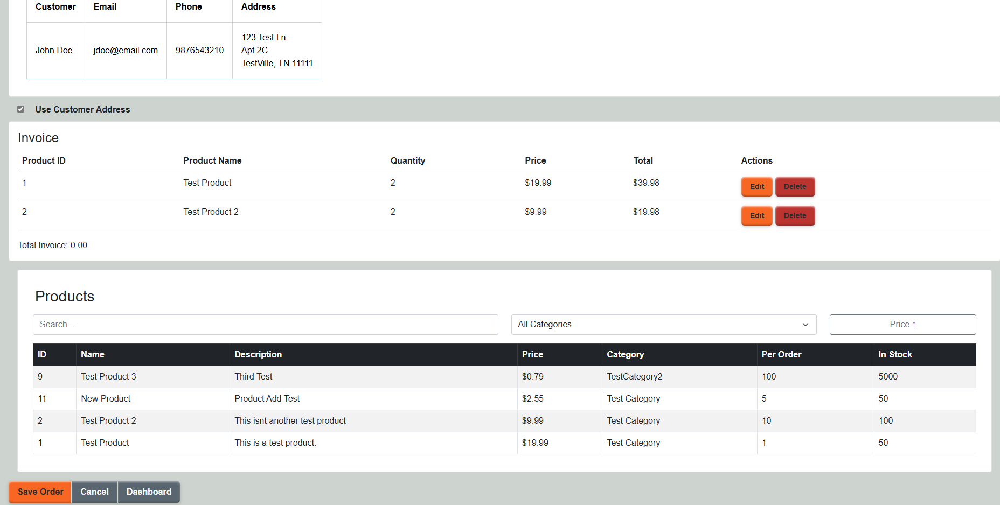 Customer Email Phone Address
John Doe jdoe@email.com 9876543210 123 Test Ln.
Apt 2C
TestVille, TN 11111
Use Customer Address
Invoice
Product ID Product Name Quantity Price Total Actions
1 Test Product 2 $19.99 $39.98 Edit Delete
2 Test Product 2 2 $9.99 $19.98 Edit Delete
Total Invoice: 0.00
Products
Search... All Categories Price ↑
ID Name Description Price Category Per Order In Stock
9 Test Product 3 Third Test $0.79 TestCategory2 100 5000
11 New Product Product Add Test $2.55 Test Category 5 50
2 Test Product 2 This isnt another test product $9.99 Test Category 10 100
1 Test Product This is a test product. $19.99 Test Category 1 50
Save Order Cancel Dashboard